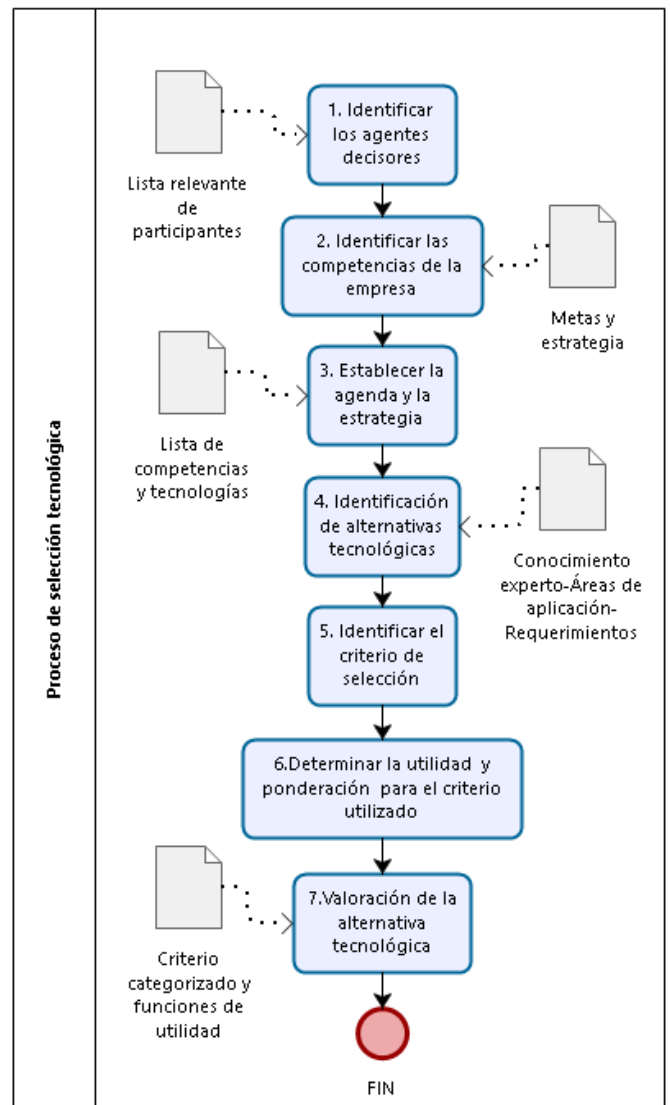 Proceso de selección tecnológica
1. Identificar
los agentes
decisores
Lista relevante
de
participantes
2. Identificar las
competencias de la
empresa
Metas y
estrategia
3. Establecer la
agenda y la
estrategia
Lista de
competencias
y tecnologías
4. Identificación
de alternativas
tecnológicas
Conocimiento
experto-Áreas de
aplicación-
Requerimientos
5. Identificar el
criterio de
selección
6.Determinar la utilidad y
ponderación para el criterio
utilizado
7.Valoración de la
alternativa
tecnológica
Criterio
categorizado y
funciones de
utilidad
FIN